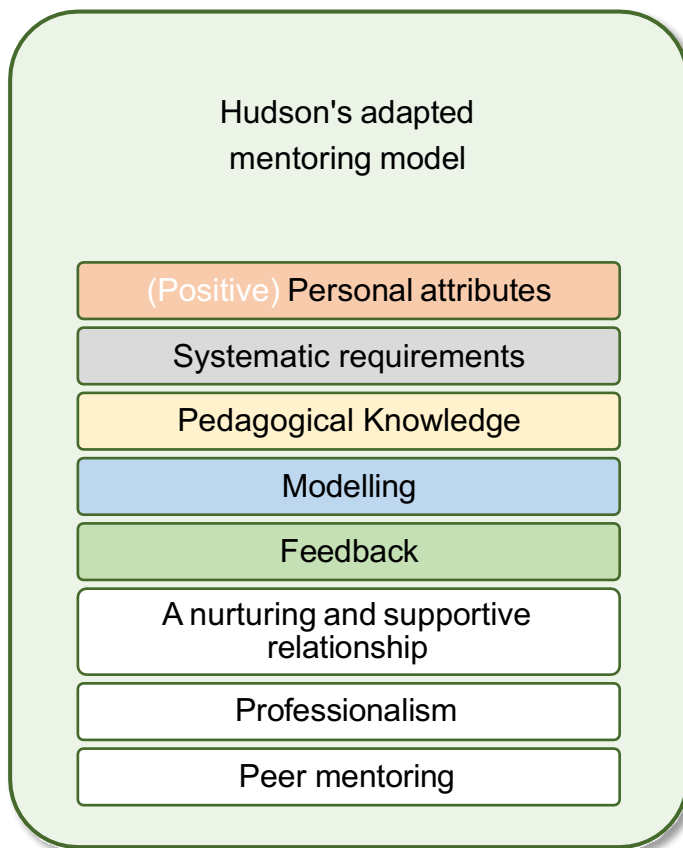 Hudson's adapted
mentoring model
(Positive) Personal attributes
Systematic requirements
Pedagogical Knowledge
Modelling
Feedback
A nurturing and supportive
relationship
Professionalism
Peer mentoring